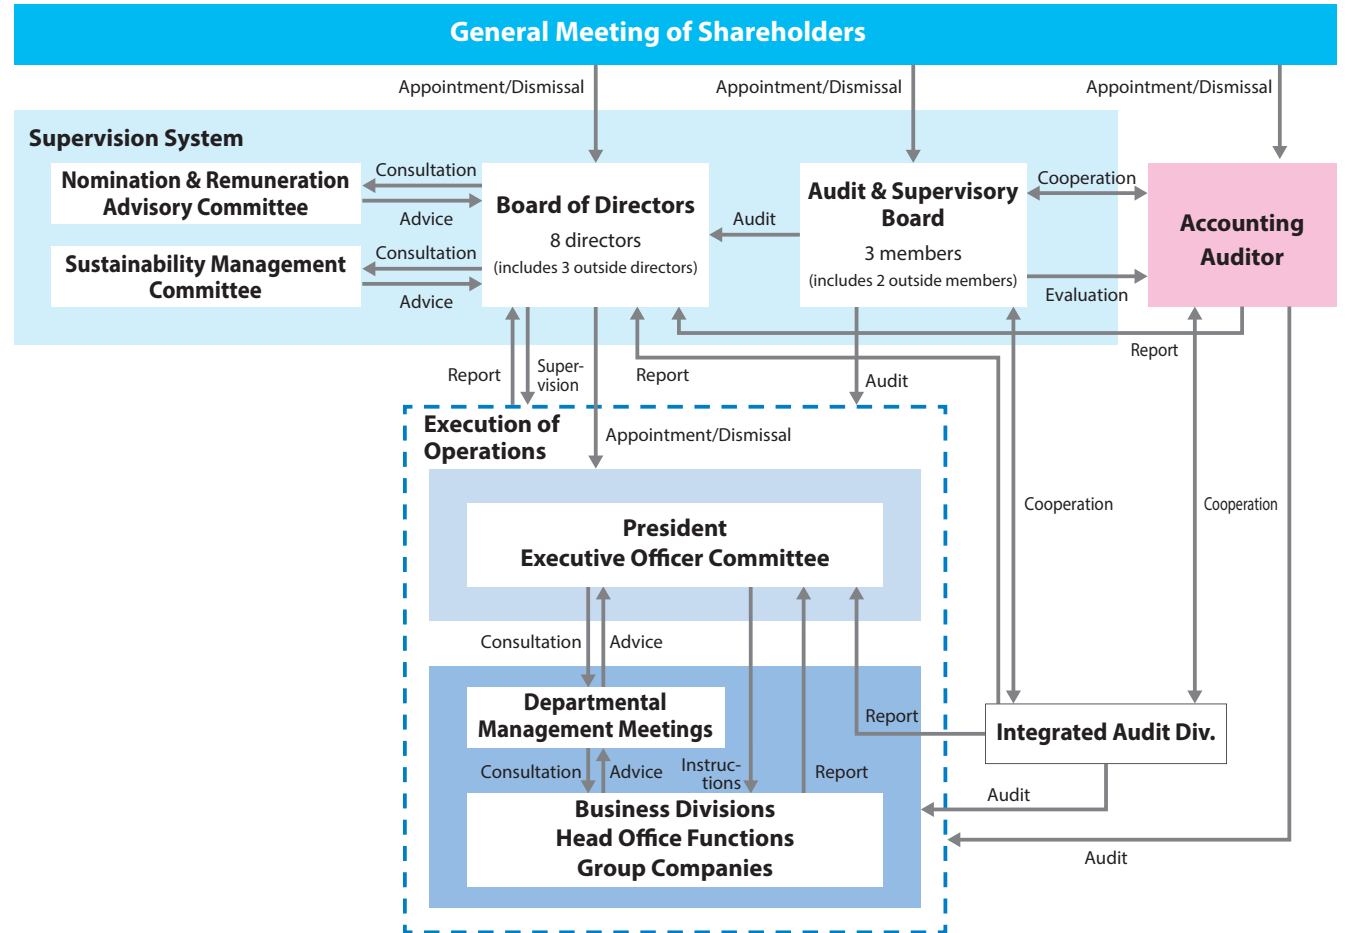 General Meeting of Shareholders
Appointment/Dismissal
Appointment/Dismissal
Appointment/Dismissal
Supervision System
Nomination & Remuneration
Advisory Committee
Consultation
Advice
Sustainability Management
Committee
Consultation
Advice
Board of Directors
8 directors
(includes 3 outside directors)
Audit
Audit & Supervisory
Board
3 members
(includes 2 outside members)
Cooperation
Evaluation
Accounting
Auditor
Report
Report
Super-
vision
Report
Audit
Execution of
Operations
Appointment/Dismissal
President
Executive Officer Committee
Cooperation
Cooperation
Consultation
Advice
Departmental
Management Meetings
Report
Integrated Audit Div.
Consultation
Advice
Instruc-
tions
Report
Audit
Business Divisions
Head Office Functions
Group Companies
Audit